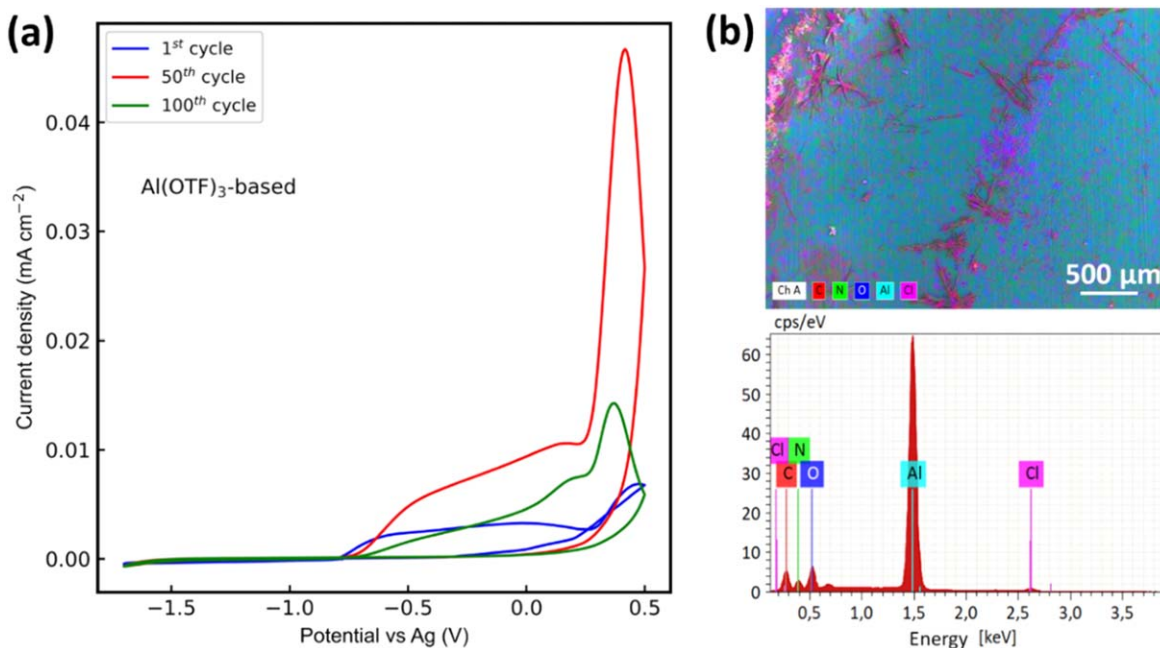 (a)
1st cycle
50th cycle
100th cycle
Al(OTF)3-based
Current density (mA cm−2)
0.04
0.03
0.02
0.01
0.00
−1.5
−1.0
−0.5
0.0
0.5
Potential vs Ag (V)
(b)
500 µm
Ch A C N O Al Cl
cps/eV
60
50
40
30
20
10
0
Cl N
C O Al Cl
0,5
1,0
1,5
2,0
2,5
3,0
3,5
Energy [keV]